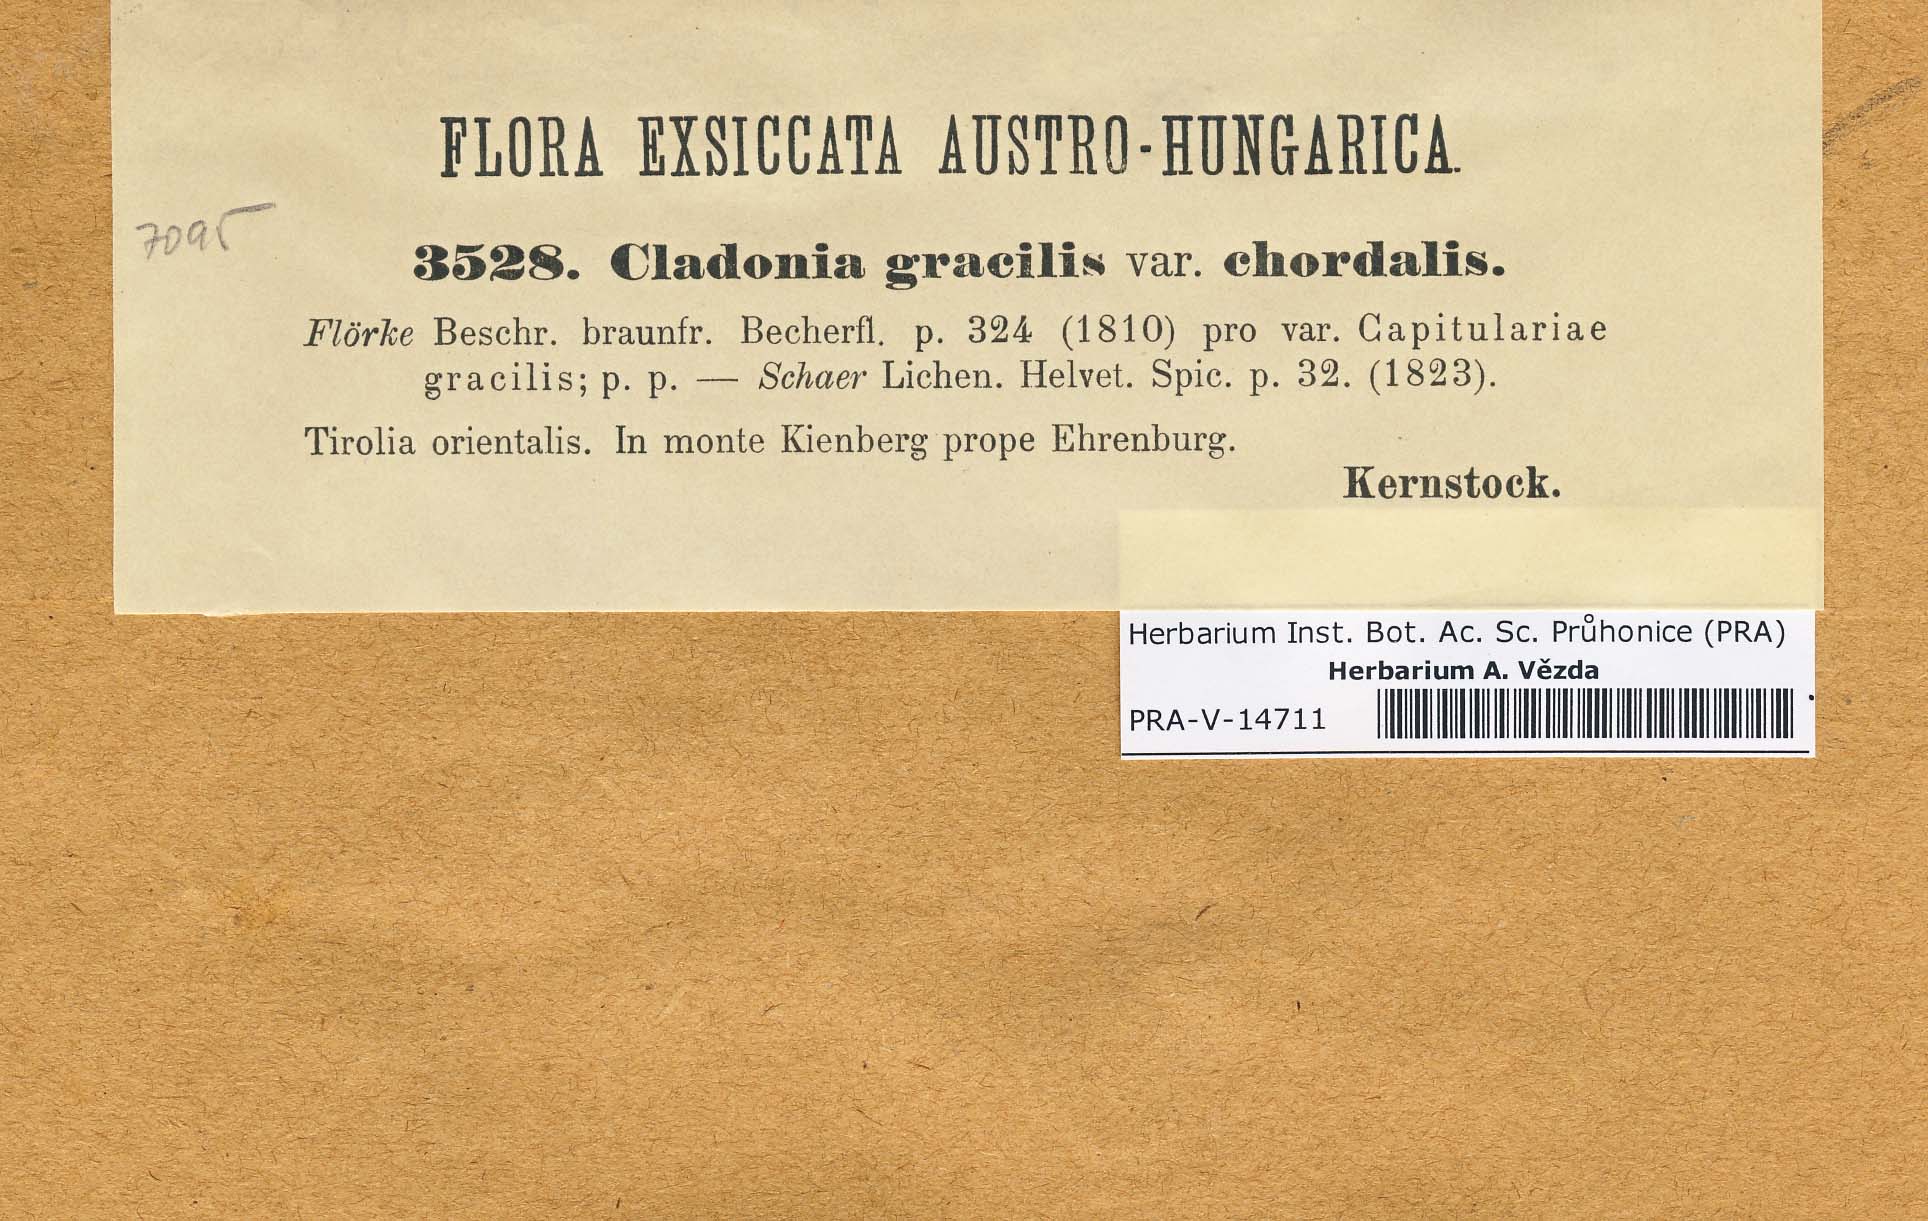 FLORA EXSICCATA AUSTRO-HUNGARICA.
7095
3528. Cladonia gracilis var. chordalis.
Flörke Beschr. braunfr. Becherfl. p. 324 (1810) pro var. Capitulariae
gracilis; p. p. — Schaer Lichen. Helvet. Spic. p. 32. (1823).
Tirolia orientalis. In monte Kienberg prope Ehrenburg.
Kernstock.
Herbarium Inst. Bot. Ac. Sc. Průhonice (PRA)
Herbarium A. Vězda
PRA-V-14711